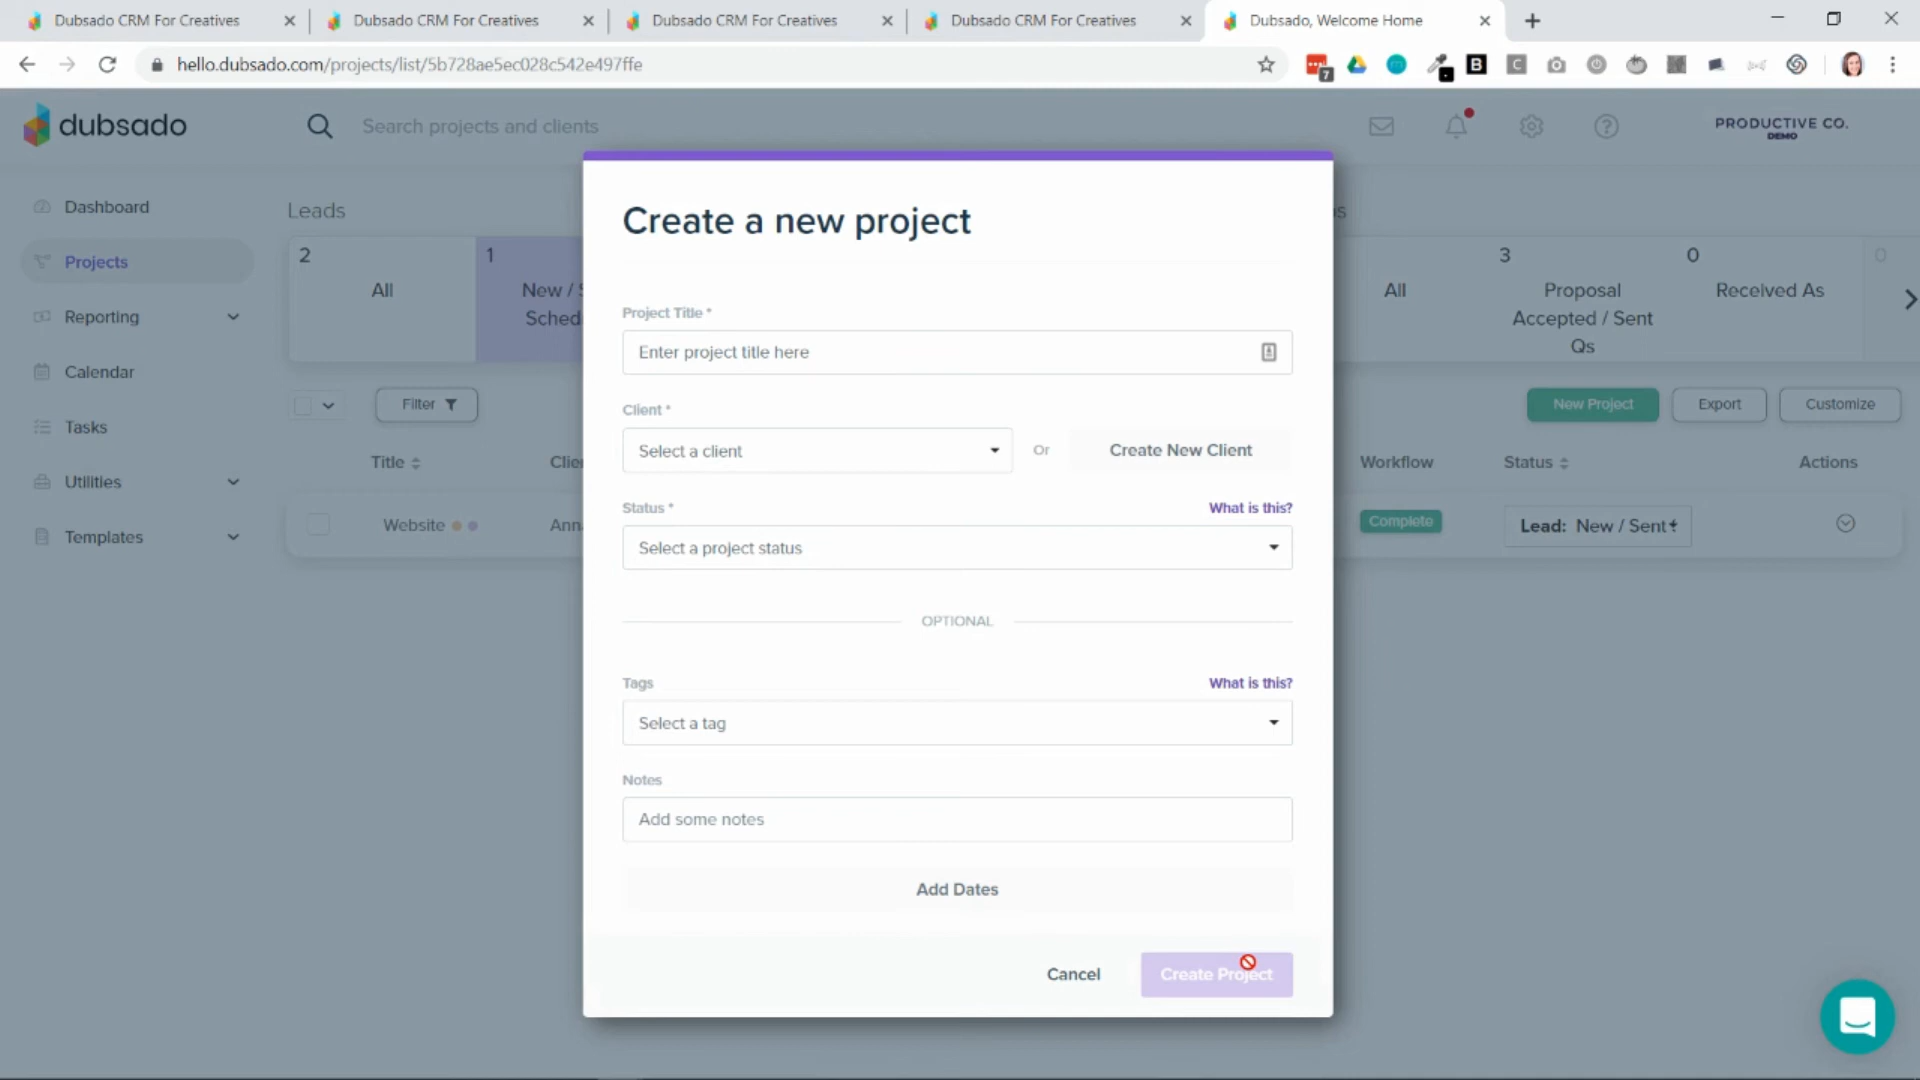 Dubsado CRM For Creatives
Dubsado CRM For Creatives
Dubsado CRM For Creatives
Dubsado CRM For Creatives
Dubsado, Welcome Home
hello.dubsado.com/projects/list/5b728ae5ec028c542e497ffe
7
B
C
dubsado
Search projects and clients
PRODUCTIVE CO.
DEMO
Dashboard
Projects
Reporting
Calendar
Tasks
Utilities
Templates
Leads
2
All
1
New / S
Sched
All
3
Proposal
Accepted / Sent
Qs
0
Received As
0
Filter
New Project
Export
Customize
Title
Clie
Workflow
Status
Actions
Website
Ann
Complete
Lead: New / Sent
Create a new project
Project Title *
Enter project title here
Client *
Select a client
Or
Create New Client
Status *
What is this?
Select a project status
OPTIONAL
Tags
What is this?
Select a tag
Notes
Add some notes
Add Dates
Cancel
Create Project